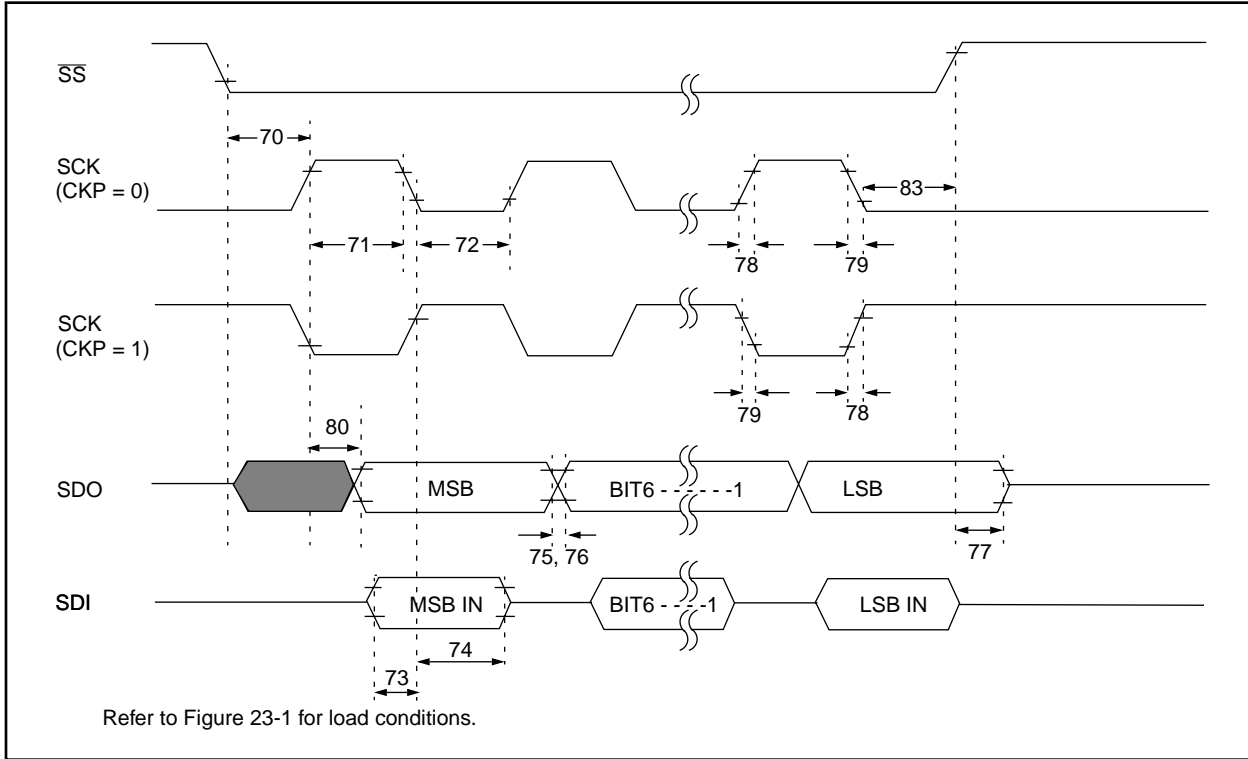 SS
70
SCK
(CKP = 0)
83
71
72
78
79
SCK
(CKP = 1)
79
78
80
SDO
MSB
BIT6 - - - - - -1
LSB
75, 76
77
SDI
MSB IN
BIT6 - - - -1
LSB IN
74
73
Refer to Figure 23-1 for load conditions.